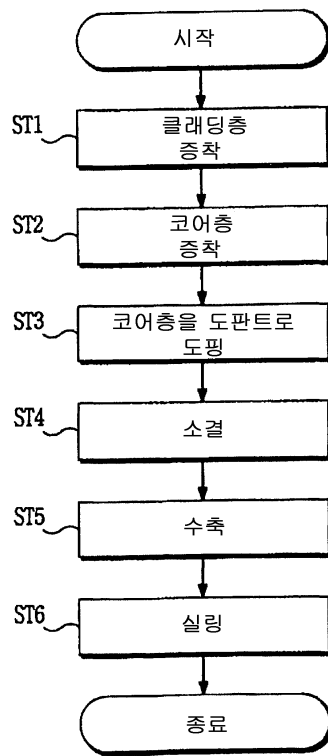 시작
ST1
클래딩층
증착
ST2
코어층
증착
ST3
코어층을 도판트로
도핑
ST4
소결
ST5
수축
ST6
실링
종료